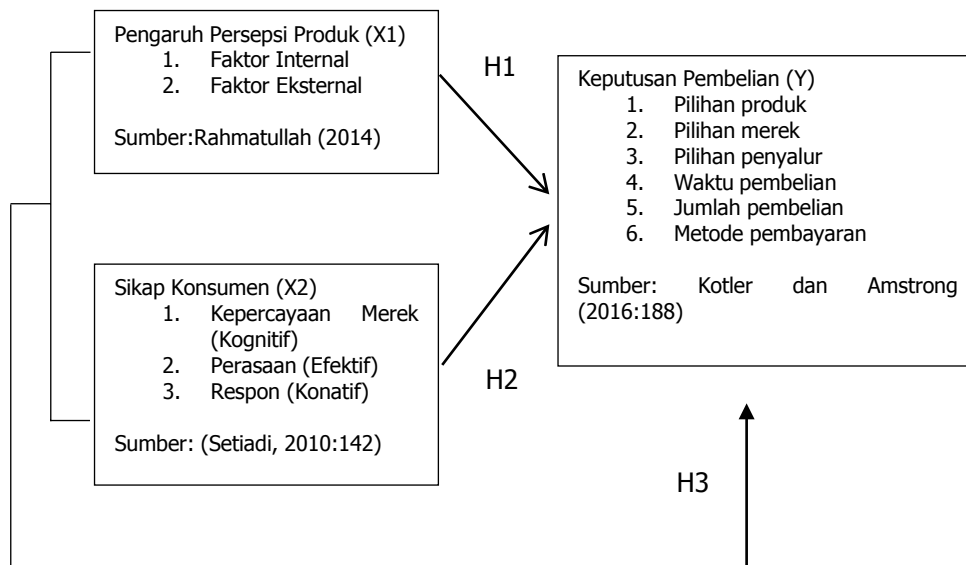 Pengaruh Persepsi Produk (X1)
1. Faktor Internal
2. Faktor Eksternal
Sumber:Rahmatullah (2014)
H1
Keputusan Pembelian (Y)
1. Pilihan produk
2. Pilihan merek
3. Pilihan penyalur
4. Waktu pembelian
5. Jumlah pembelian
6. Metode pembayaran
Sumber: Kotler dan Amstrong
(2016:188)
Sikap Konsumen (X2)
1. Kepercayaan Merek
(Kognitif)
2. Perasaan (Efektif)
3. Respon (Konatif)
Sumber: (Setiadi, 2010:142)
H2
H3